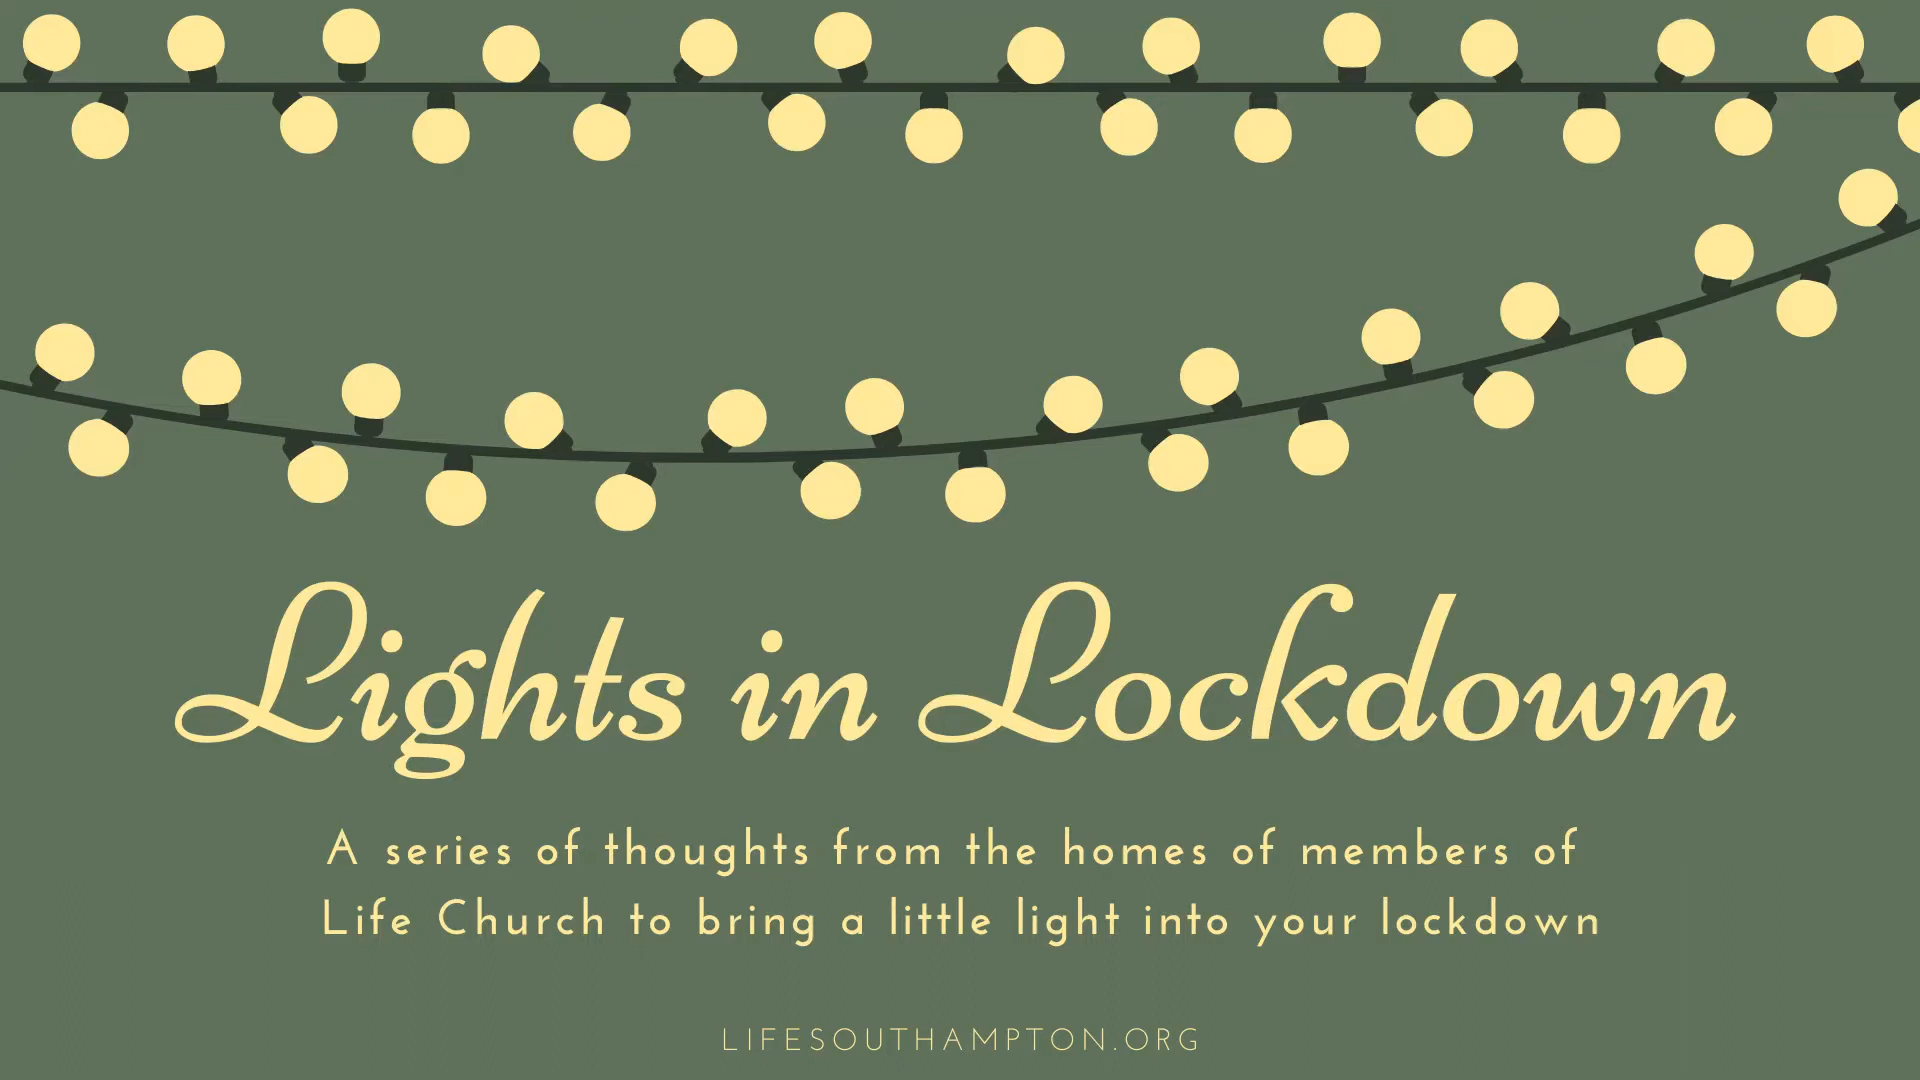 Lights in Lockdown
A series of thoughts from the homes of members of
Life Church to bring a little light into your lockdown
LIFESOUTHAMPTON.ORG